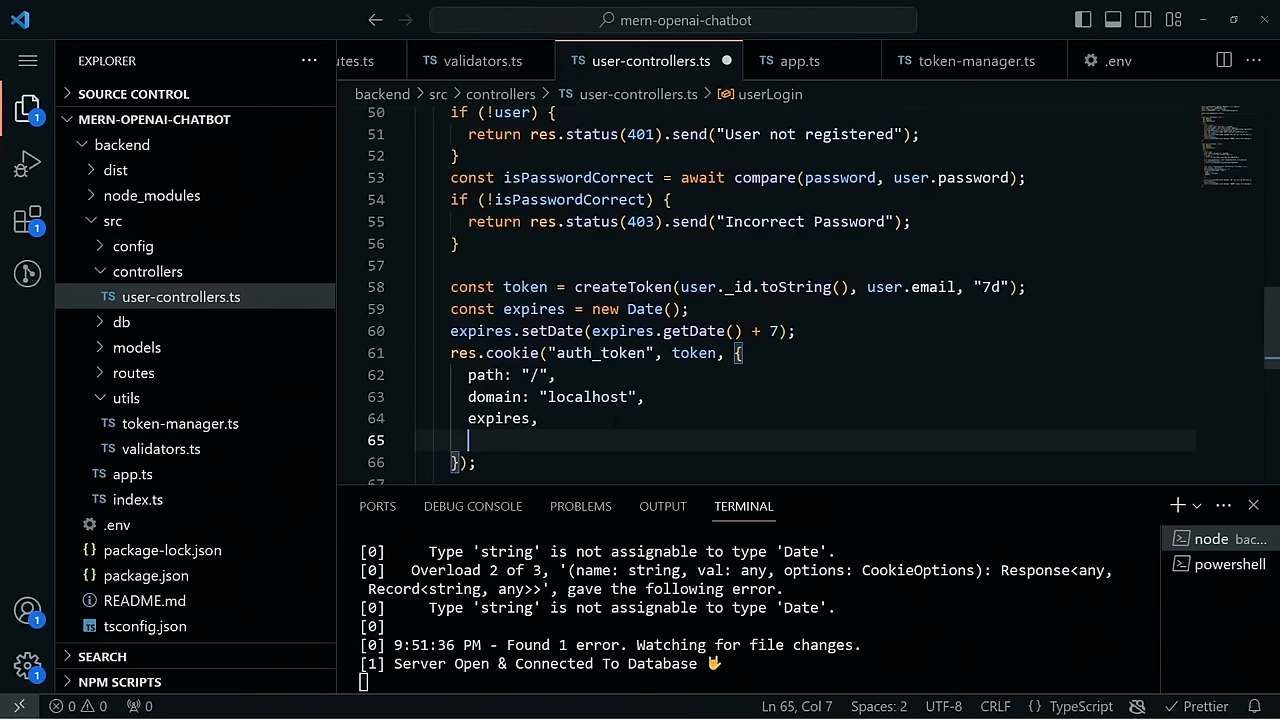 mern-openai-chatbot
EXPLORER
SOURCE CONTROL
MERN-OPENAI-CHATBOT
backend
dist
node_modules
src
config
controllers
TS user-controllers.ts
db
models
routes
utils
TS token-manager.ts
TS validators.ts
TS app.ts
TS index.ts
.env
{} package-lock.json
{} package.json
README.md
TS tsconfig.json
SEARCH
NPM SCRIPTS
utes.ts
TS validators.ts
TS user-controllers.ts
TS app.ts
TS token-manager.ts
.env
backend > src > controllers > TS user-controllers.ts > userLogin
50 if (!user) {
51 return res.status(401).send("User not registered");
52 }
53 const isPasswordCorrect = await compare(password, user.password);
54 if (!isPasswordCorrect) {
55 return res.status(403).send("Incorrect Password");
56 }
57
58 const token = createToken(user._id.toString(), user.email, "7d");
59 const expires = new Date();
60 expires.setDate(expires.getDate() + 7);
61 res.cookie("auth_token", token, {
62 path: "/",
63 domain: "localhost",
64 expires,
65
66 });
67
PORTS DEBUG CONSOLE PROBLEMS OUTPUT TERMINAL
[0] Type 'string' is not assignable to type 'Date'.
[0] Overload 2 of 3, '(name: string, val: any, options: CookieOptions): Response<any,
Record<string, any>>', gave the following error.
[0] Type 'string' is not assignable to type 'Date'.
[0]
[0] 9:51:36 PM - Found 1 error. Watching for file changes.
[1] Server Open & Connected To Database 🤟
node bac...
powershell
1
1
1
1
0 0 0
Ln 65, Col 7 Spaces: 2 UTF-8 CRLF {} TypeScript Prettier